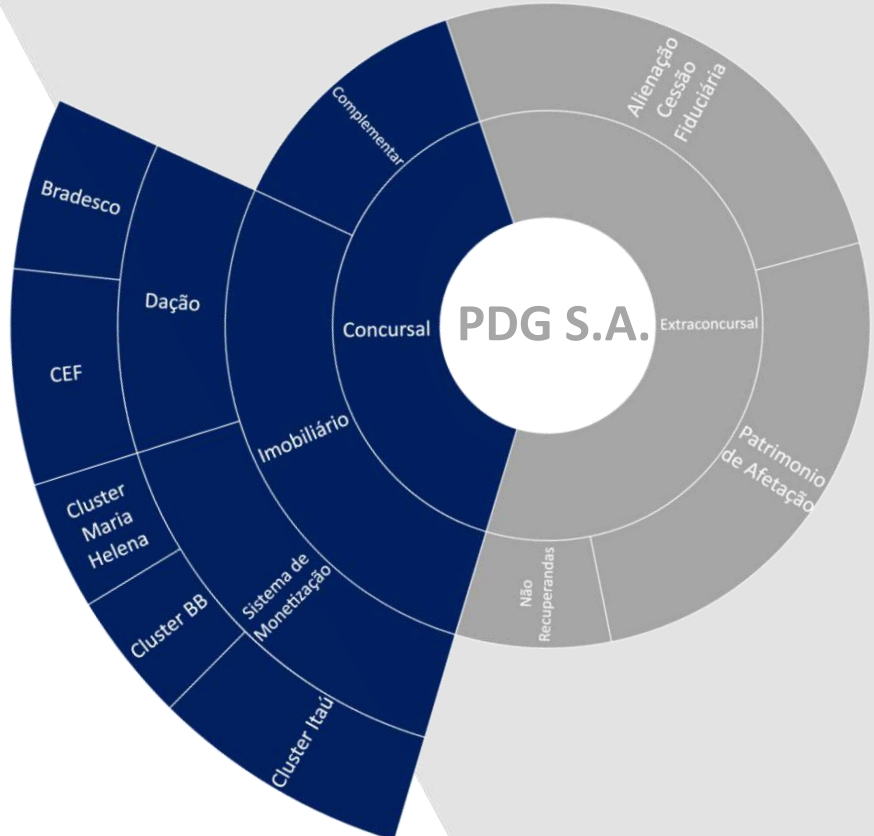 PDG S.A.
Concursal
Extraconcursal
Complementar
Imobiliário
Dação
Bradesco
CEF
Sistema de
Monetização
Cluster
Maria
Helena
Cluster BB
Cluster Itaú
Alienação
Cessão
Fiduciária
Patrimonio
de Afetação
Não
Recuperandas